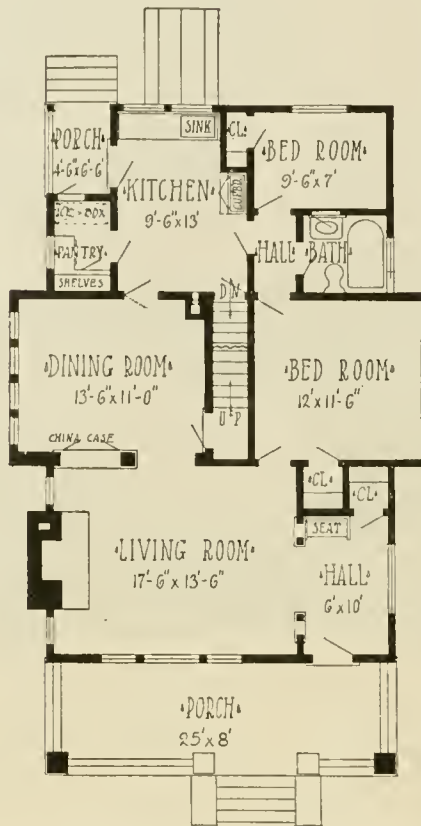 SINK
PORCH
4'-6"x6'-6"
CL.
BED ROOM
9'-6"x7'
KITCHEN
9'-6"x13'
CUPBD
ICE-BOX
PANTRY
SHELVES
HALL
BATH
DN
DINING ROOM
13'-6"x11'-0"
BED ROOM
12'x11'-6"
UP
CHINA CASE
CL
CL
SEAT
LIVING ROOM
17'-6"x13'-6"
HALL
6'x10'
PORCH
25'x8'